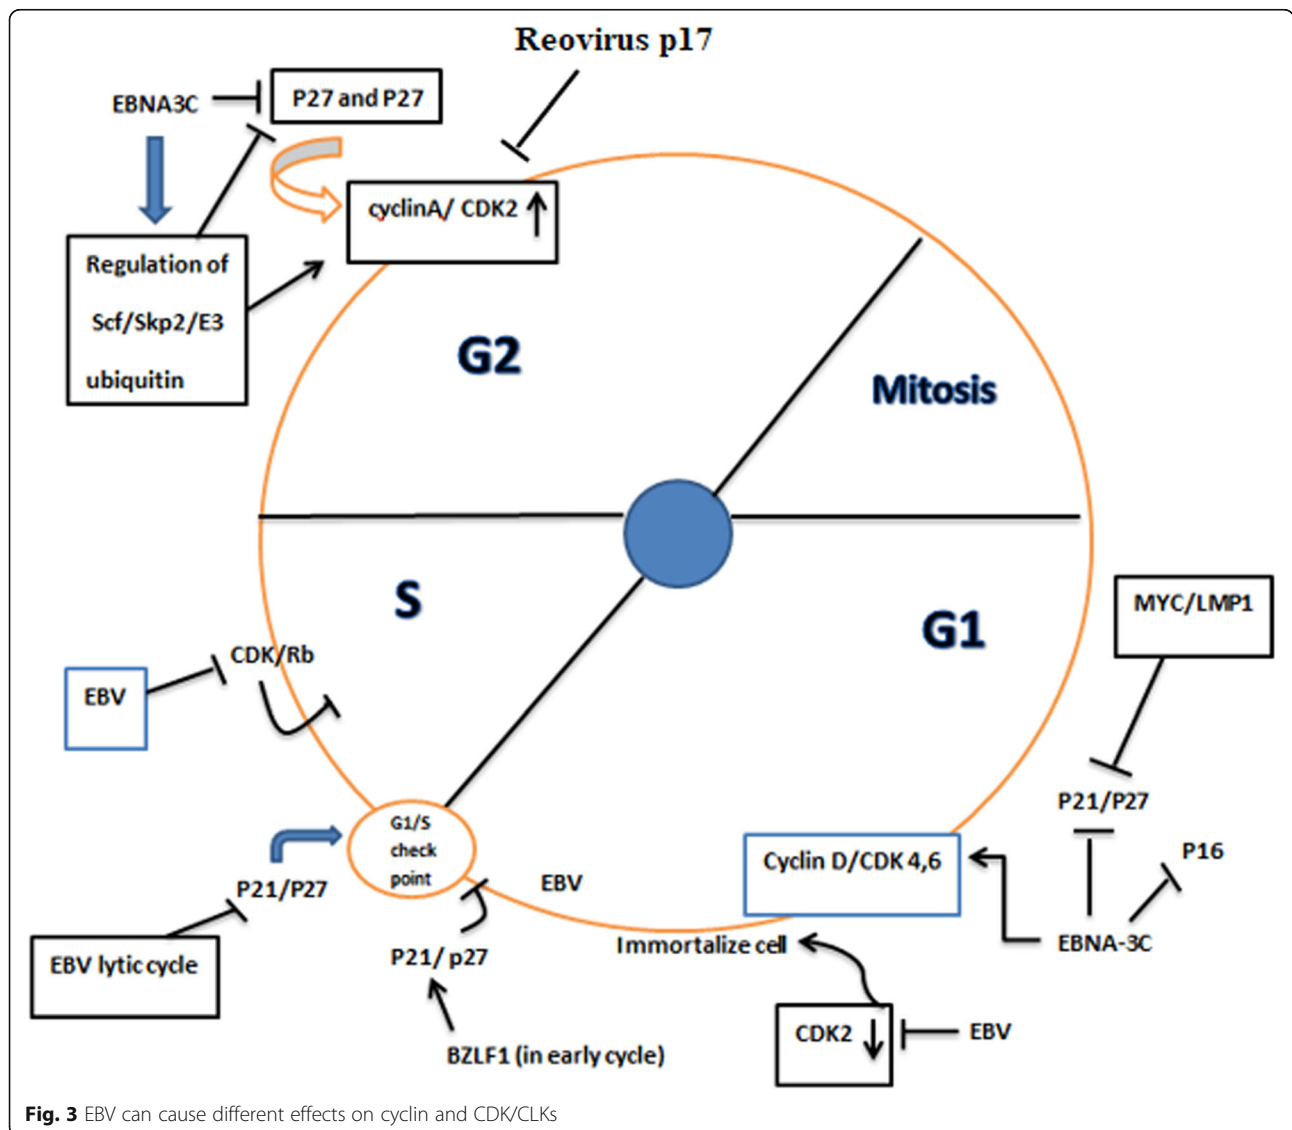 Reovirus p17
EBNA3C
P27 and P27
cyclinA/ CDK2
Regulation of
Scf/Skp2/E3
ubiquitin
G2
Mitosis
S
G1
MYC/LMP1
CDK/Rb
EBV
P21/P27
G1/S
check
point
Cyclin D/CDK 4,6
P16
P21/P27
EBV
EBV lytic cycle
P21/ p27
Immortalize cell
EBNA-3C
CDK2
EBV
BZLF1 (in early cycle)
Fig. 3 EBV can cause different effects on cyclin and CDK/CLKs